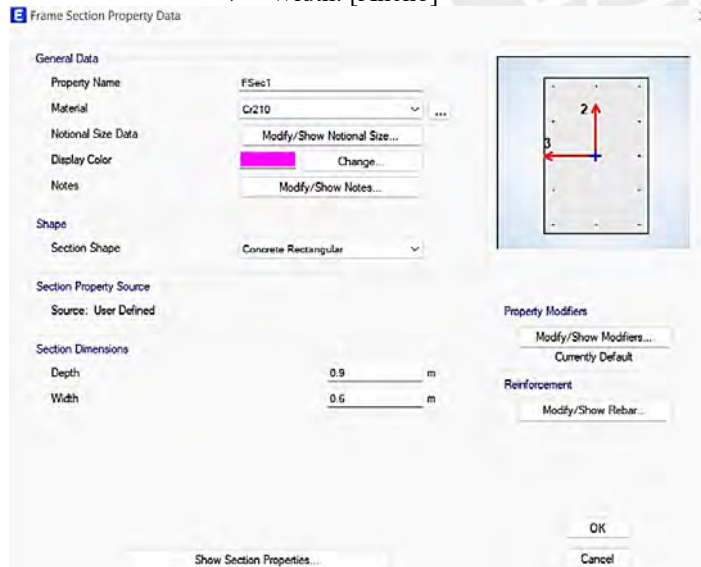 Width. [Ancho]
E Frame Section Property Data
General Data
Property Name FSec1
Material Cr210 ...
Notional Size Data Modify/Show Notional Size...
Display Color Change...
Notes Modify/Show Notes...
2
3
Shape
Section Shape Concrete Rectangular
Section Property Source
Source: User Defined
Property Modifiers
Modify/Show Modifiers...
Currently Default
Section Dimensions
Depth 0.9 m
Width 0.6 m
Reinforcement
Modify/Show Rebar...
OK
Show Section Properties...
Cancel